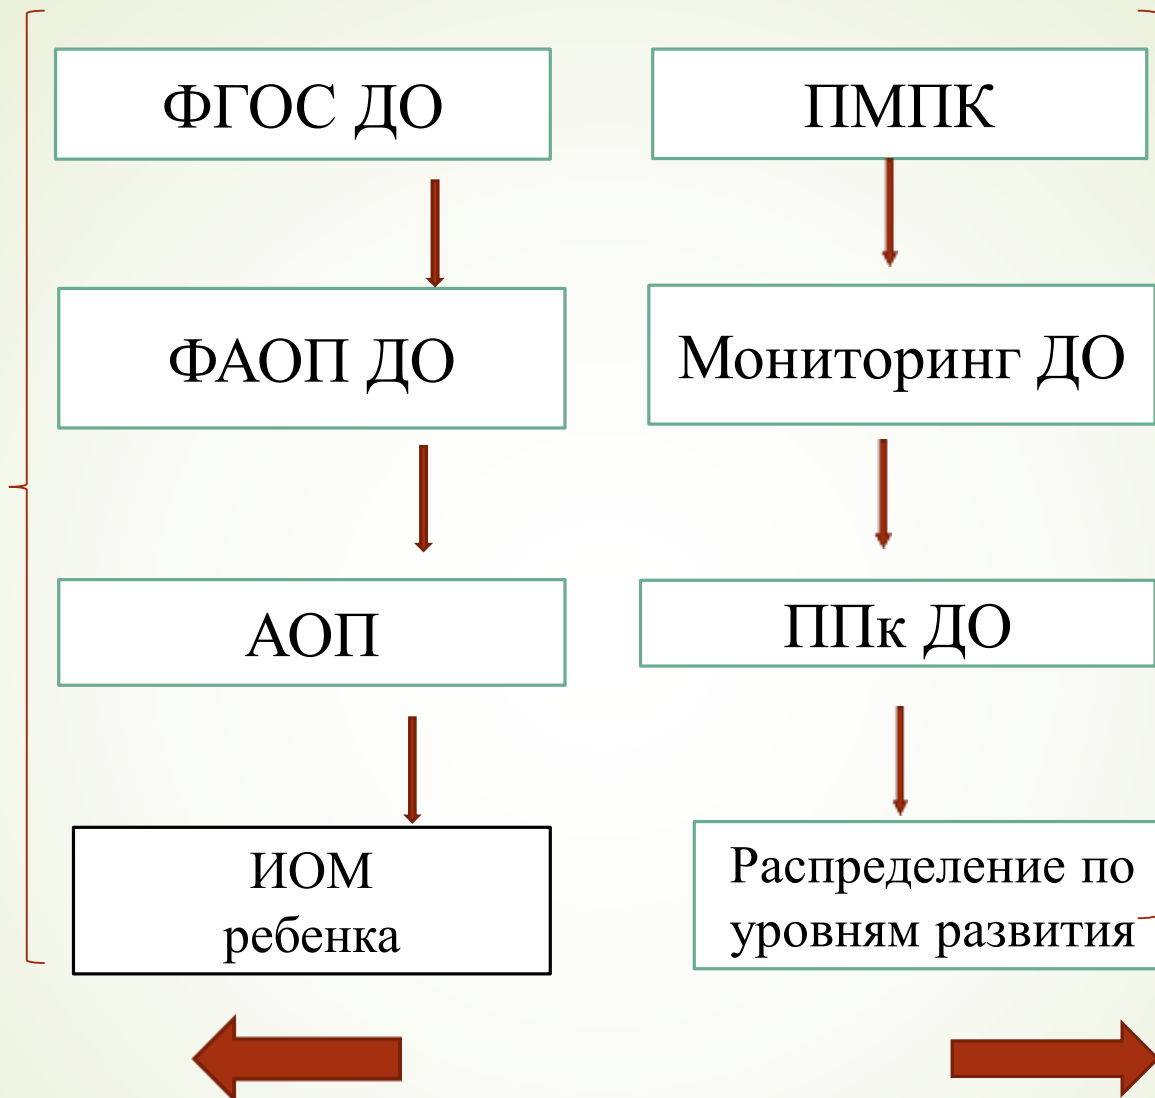 ФГОС ДО
ПМПК
ФАОП ДО
Мониторинг ДО
АОП
ППк ДО
ИОМ
ребенка
Распределение по
уровням развития